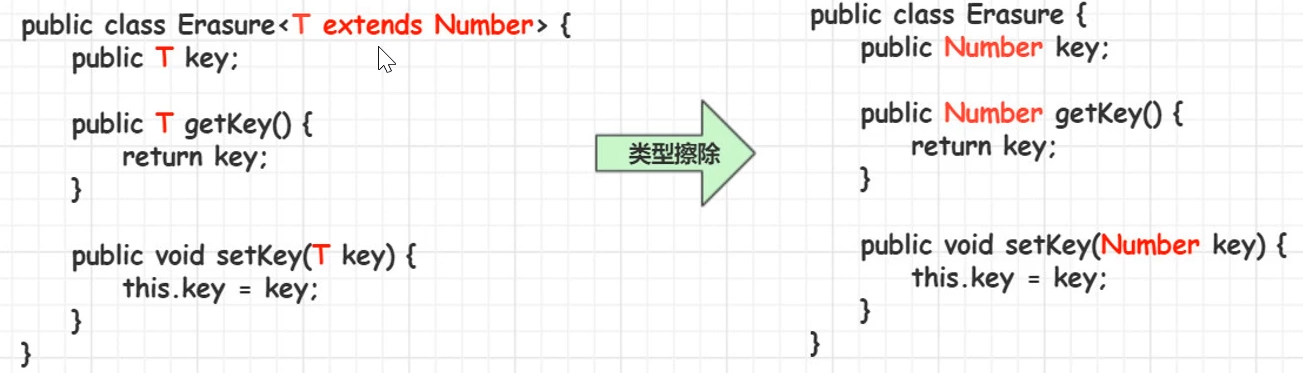 public class Erasure<T extends Number> {
public T key;
public T getKey() {
return key;
}
public void setKey(T key) {
this.key = key;
}
}
类型擦除
public class Erasure {
public Number key;
public Number getKey() {
return key;
}
public void setKey(Number key) {
this.key = key;
}
}